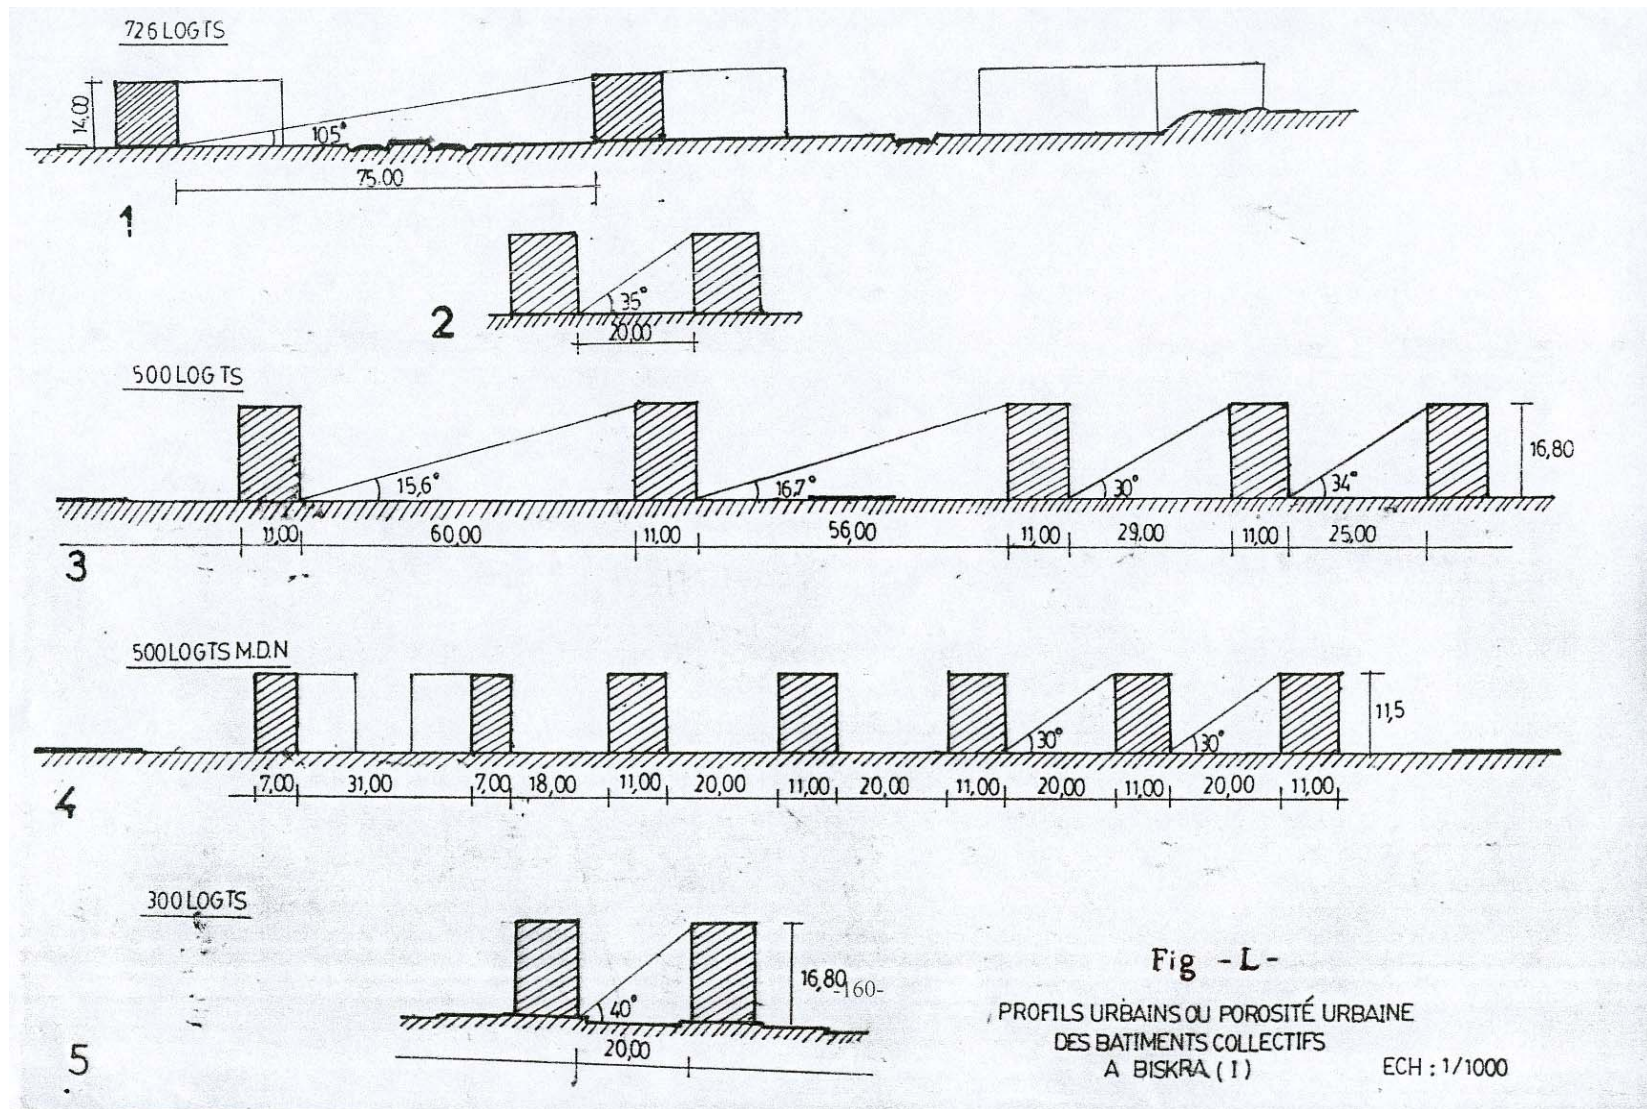 726 LOGTS
14,00
105°
75.00
1
35°
2
20,00
500 LOGTS
15,6°
16,7°
30°
34°
16,80
11,00 60,00 11,00 56,00 11,00 29,00 11,00 25,00
3
500 LOGTS M.D.N
30°
30°
11,5
7,00 31,00 7,00 18,00 11,00 20,00 11,00 20,00 11,00 20,00 11,00 20,00 11,00
4
300 LOGTS
40°
16,80
-160-
20,00
5
Fig - L -
PROFILS URBAINS OU POROSITÉ URBAINE
DES BATIMENTS COLLECTIFS
A BISKRA ( I )
ECH : 1/1000